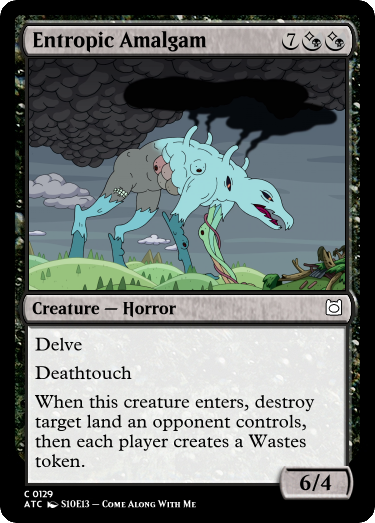 Entropic Amalgam 7
Creature — Horror
Delve
Deathtouch
When this creature enters, destroy
target land an opponent controls,
then each player creates a Wastes
token.
6/4
C 0129
ATC S10E13 — Come Along With Me